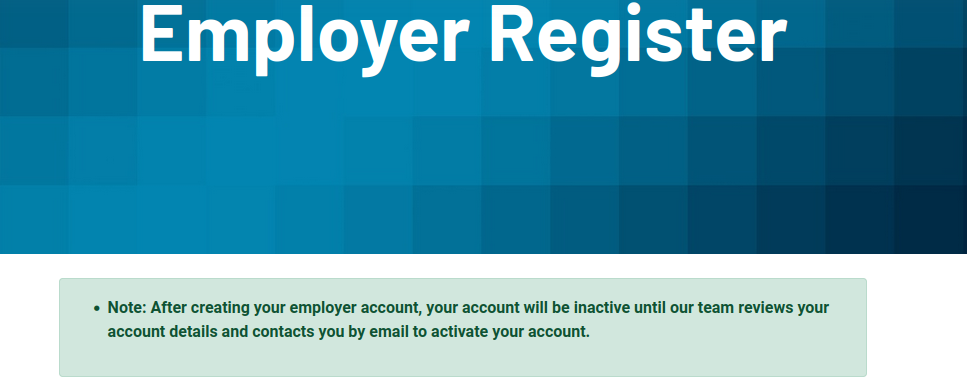 Employer Register
• Note: After creating your employer account, your account will be inactive until our team reviews your
account details and contacts you by email to activate your account.